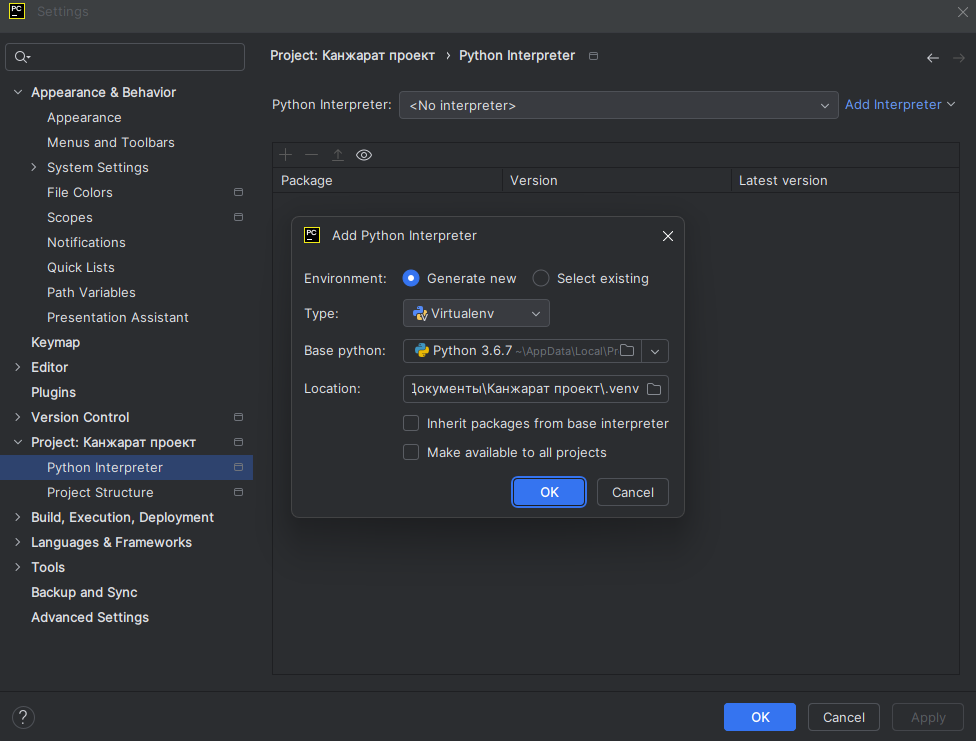 PC Settings
Project: Канжарат проект › Python Interpreter
Appearance & Behavior
Appearance
Menus and Toolbars
System Settings
File Colors
Scopes
Notifications
Quick Lists
Path Variables
Presentation Assistant
Keymap
Editor
Plugins
Version Control
Project: Канжарат проект
Python Interpreter
Project Structure
Build, Execution, Deployment
Languages & Frameworks
Tools
Backup and Sync
Advanced Settings
Python Interpreter: <No interpreter> Add Interpreter
Package Version Latest version
PC Add Python Interpreter
Environment: Generate new Select existing
Type: Virtualenv
Base python: Python 3.6.7 ~\AppData\Local\Pr
Location: Документы\Канжарат проект\.venv
Inherit packages from base interpreter
Make available to all projects
OK Cancel
? OK Cancel Apply